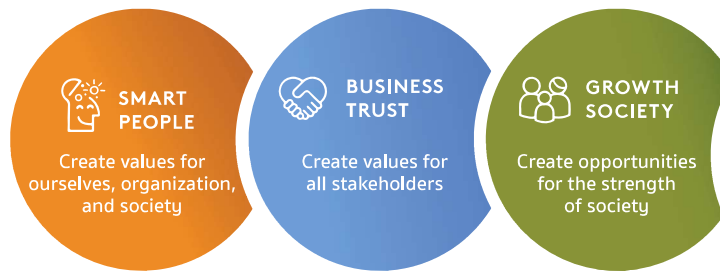 SMART
PEOPLE
Create values for
ourselves, organization,
and society
BUSINESS
TRUST
Create values for
all stakeholders
GROWTH
SOCIETY
Create opportunities
for the strength
of society